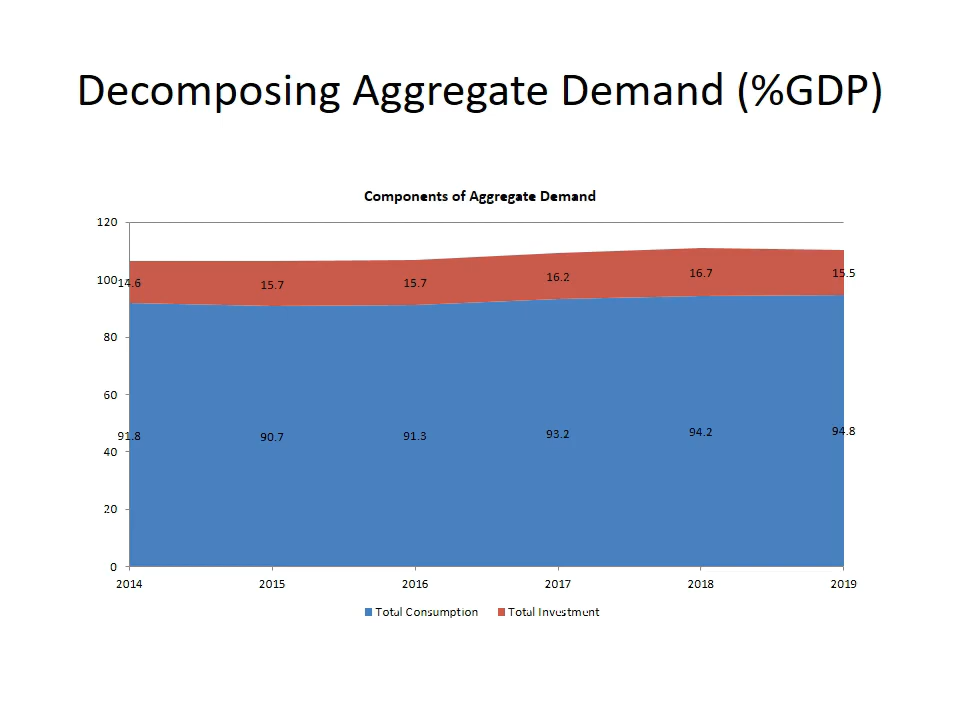 Decomposing Aggregate Demand (%GDP)
Components of Aggregate Demand
120
100
80
60
40
20
0
14.6 15.7 15.7 16.2 16.7 15.5
91.8 90.7 91.3 93.2 94.2 94.8
2014 2015 2016 2017 2018 2019
Total Consumption Total Investment